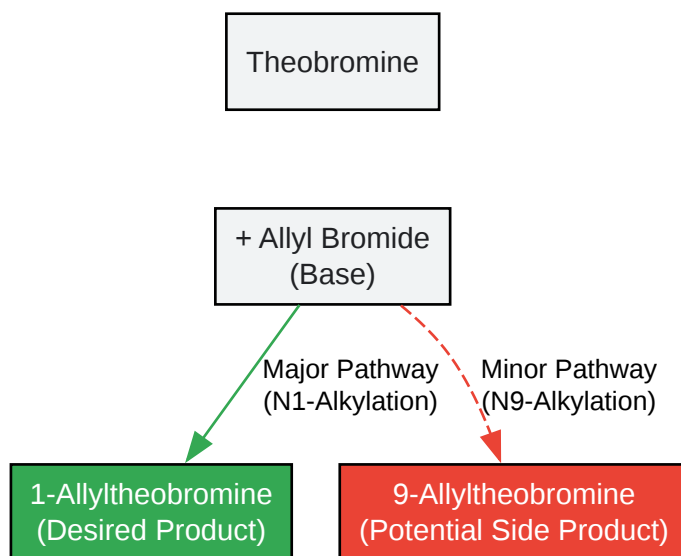 Theobromine
+ Allyl Bromide
(Base)
Major Pathway
(N1-Alkylation)
Minor Pathway
(N9-Alkylation)
1-Allyltheobromine
(Desired Product)
9-Allyltheobromine
(Potential Side Product)